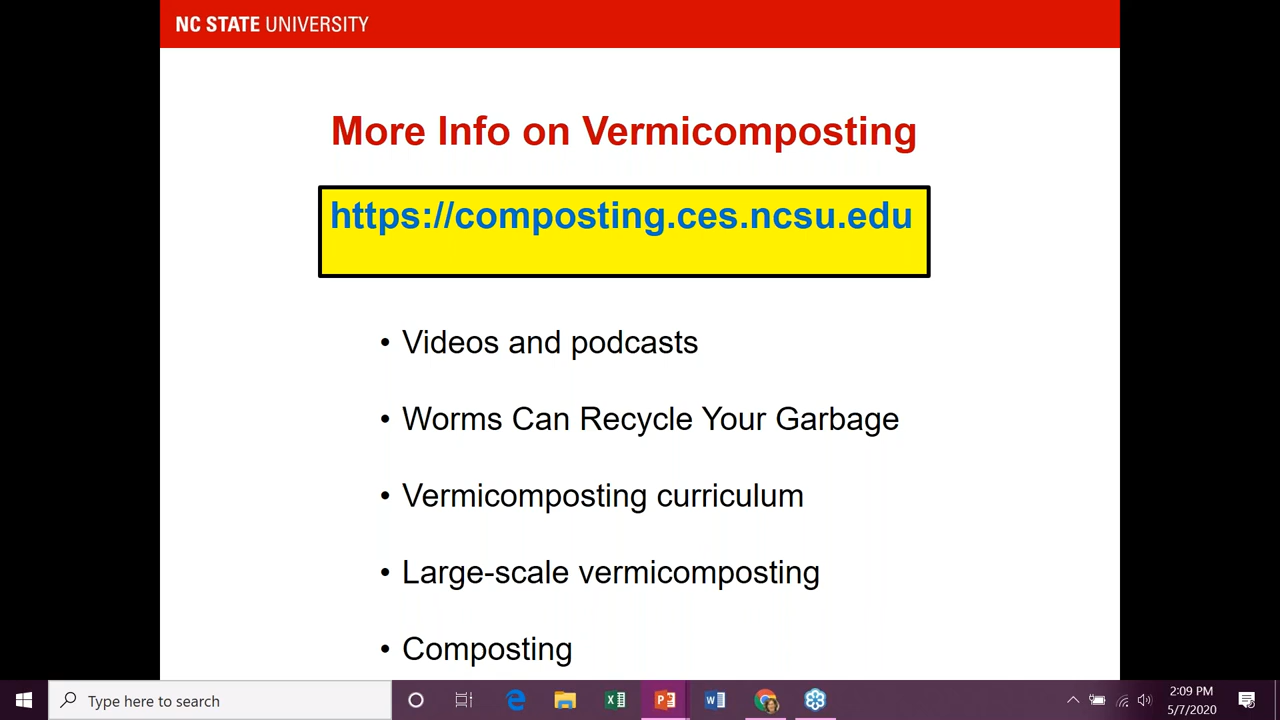 NC STATE UNIVERSITY
More Info on Vermicomposting
https://composting.ces.ncsu.edu
• Videos and podcasts
• Worms Can Recycle Your Garbage
• Vermicomposting curriculum
• Large-scale vermicomposting
• Composting
Type here to search
2:09 PM
5/7/2020